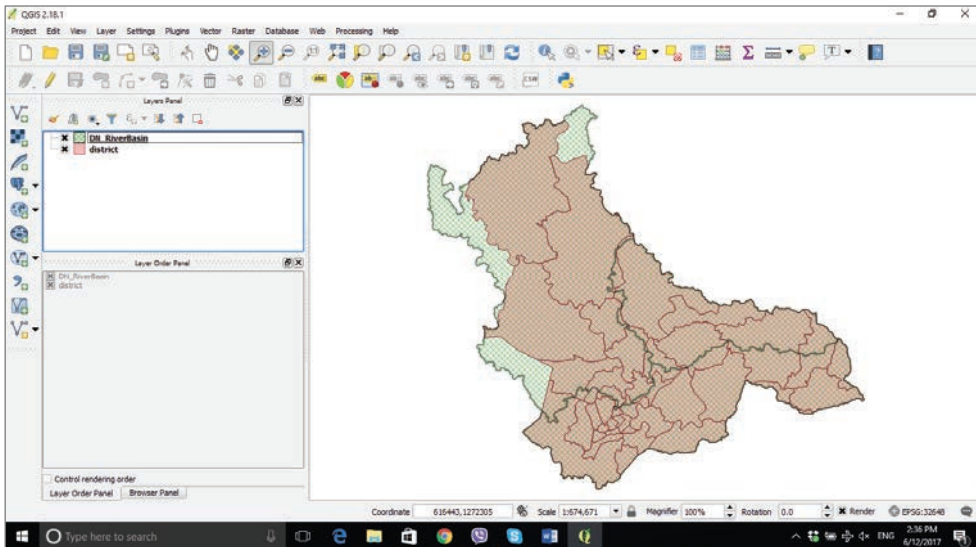 QGIS 2.18.1
Project Edit View Layer Settings Plugins Vector Raster Database Web Processing Help
Layers Panel
DN_RiverBasin
district
Layer Order Panel
DN_RiverBasin
district
Control rendering order
Layer Order Panel Browser Panel
Coordinate 616443,1272305 Scale 1:674,671 Magnifier 100% Rotation 0.0 Render EPSG:32648
Type here to search
ENG
2:36 PM
6/12/2017